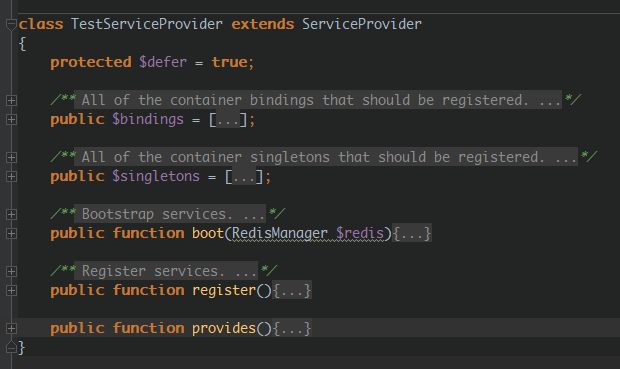 class TestServiceProvider extends ServiceProvider
{
protected $defer = true;
/** All of the container bindings that should be registered. ...*/
public $bindings = [...];
/** All of the container singletons that should be registered. ...*/
public $singletons = [...];
/** Bootstrap services. ...*/
public function boot(RedisManager $redis){...}
/** Register services. ...*/
public function register(){...}
public function provides(){...}
}